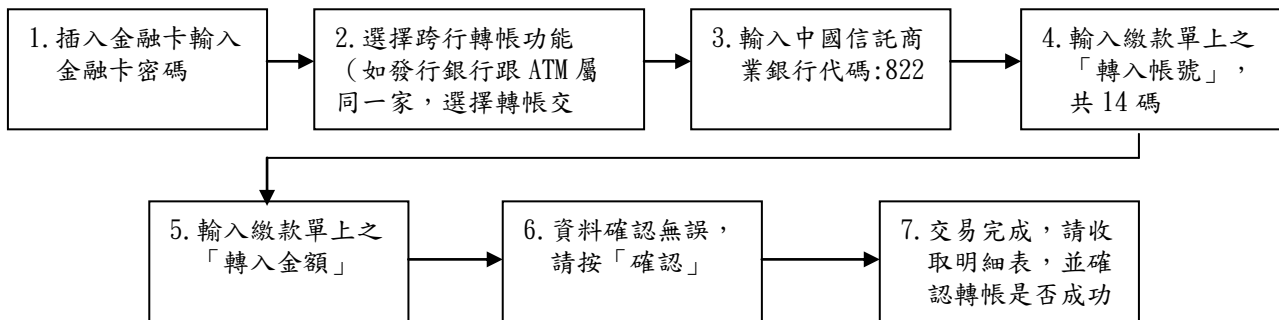 1.插入金融卡輸入
金融卡密碼
2.選擇跨行轉帳功能
(如發行銀行跟 ATM 屬
同一家,選擇轉帳交
3.輸入中國信託商
業銀行代碼:822
4.輸入繳款單上之
「轉入帳號」,
共 14 碼
5.輸入繳款單上之
「轉入金額」
6.資料確認無誤,
請按「確認」
7.交易完成,請收
取明細表,並確
認轉帳是否成功